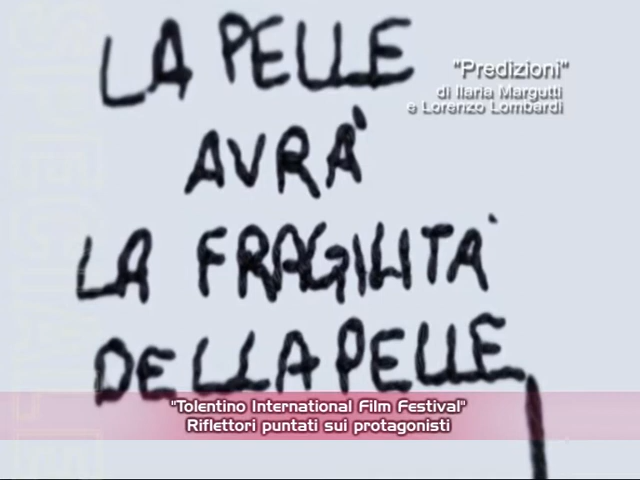 LA PELLE
"Predizioni"
di Ilaria Margutti
e Lorenzo Lombardi
AVRÀ
LA FRAGILITÀ
DELLA PELLE
"Tolentino International Film Festival"
Riflettori puntati sui protagonisti